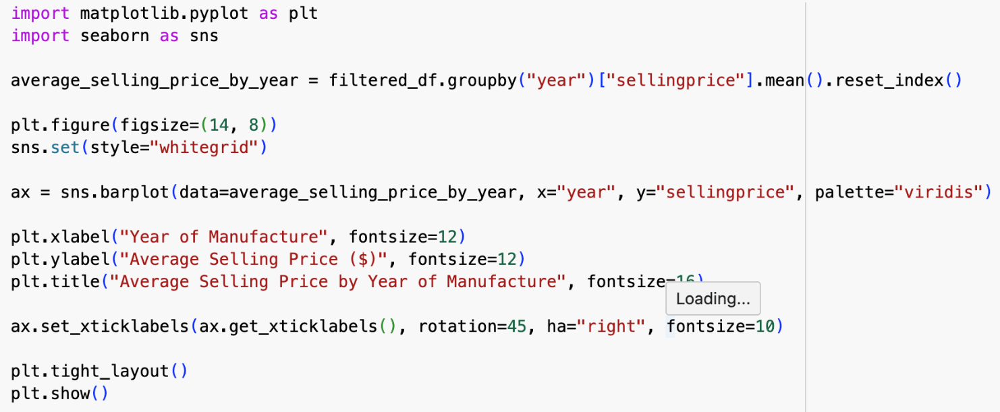 import matplotlib.pyplot as plt
import seaborn as sns
average_selling_price_by_year = filtered_df.groupby("year")["sellingprice"].mean().reset_index()
plt.figure(figsize=(14, 8))
sns.set(style="whitegrid")
ax = sns.barplot(data=average_selling_price_by_year, x="year", y="sellingprice", palette="viridis")
plt.xlabel("Year of Manufacture", fontsize=12)
plt.ylabel("Average Selling Price ($)", fontsize=12)
plt.title("Average Selling Price by Year of Manufacture", fontsize=16)
Loading...
ax.set_xticklabels(ax.get_xticklabels(), rotation=45, ha="right", fontsize=10)
plt.tight_layout()
plt.show()